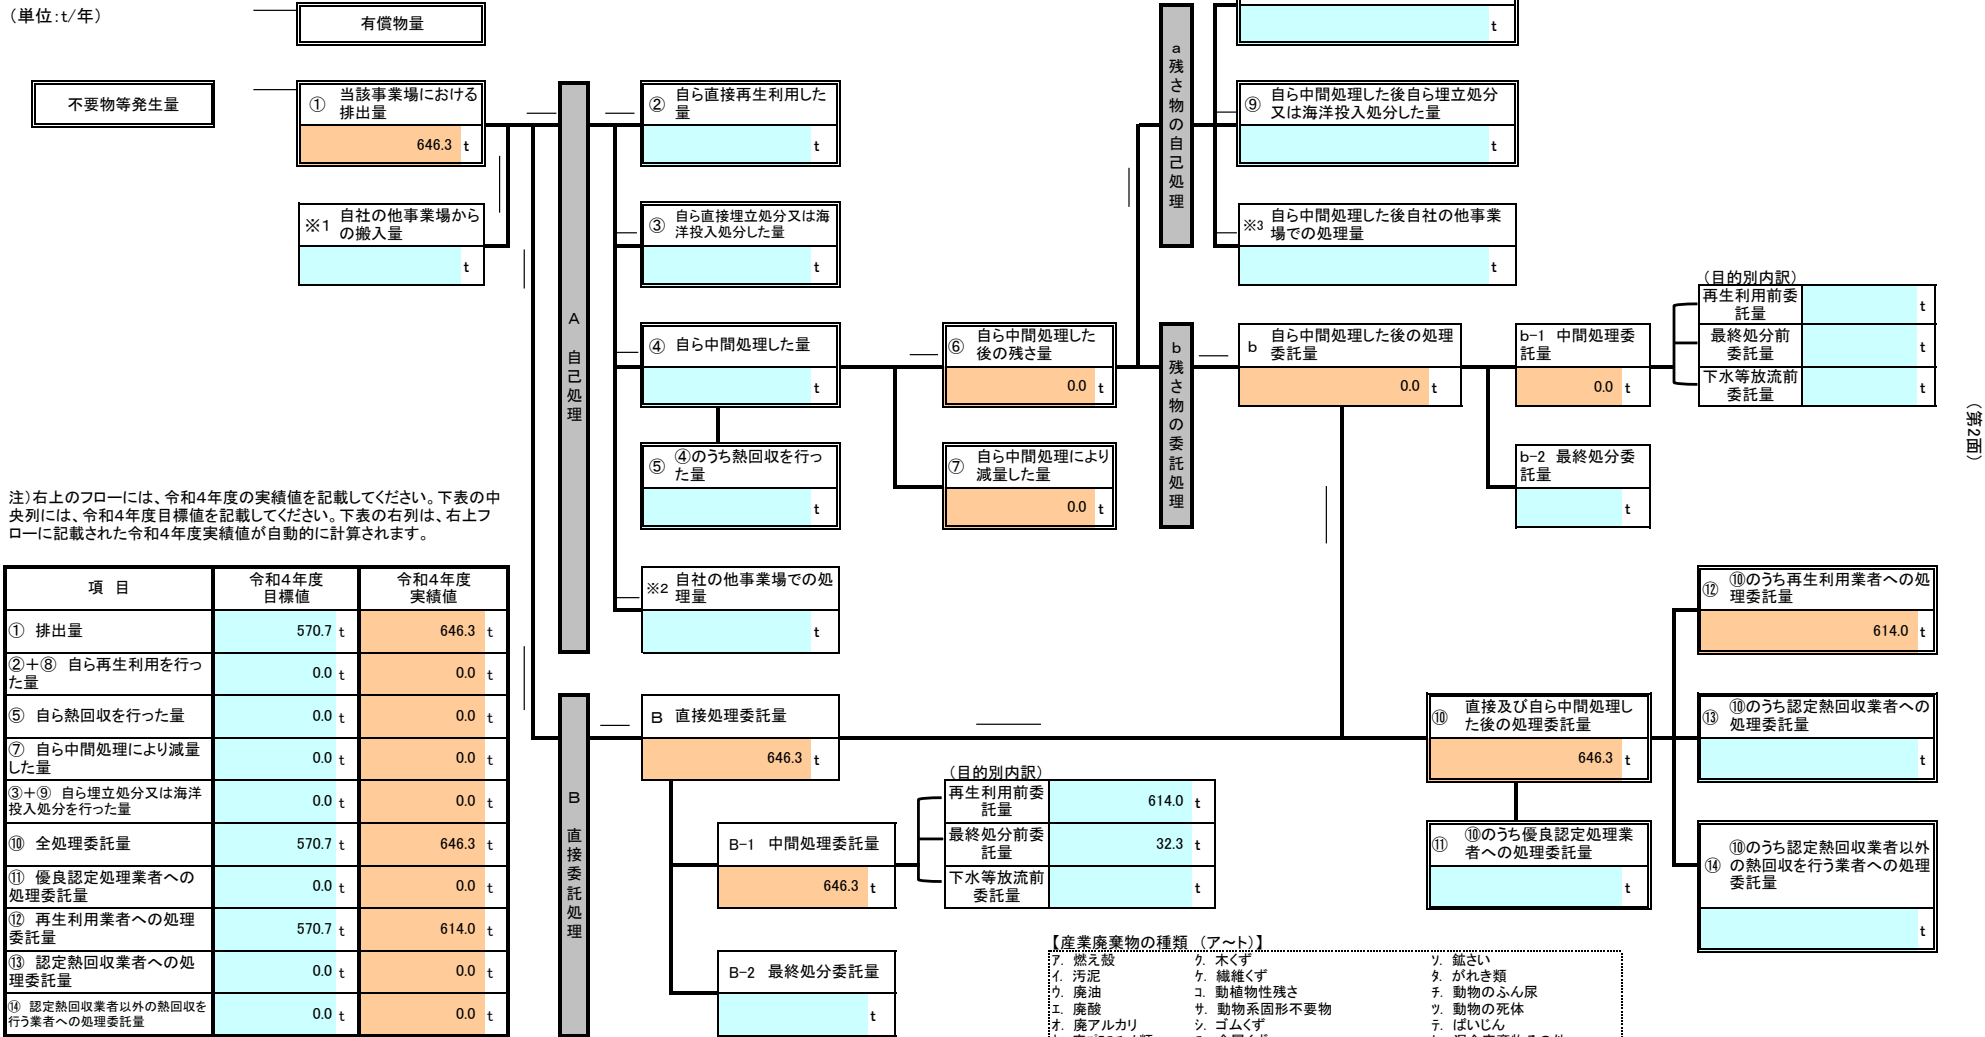 (単位:t/年)
有償物量
t
不要物等発生量
① 当該事業場における
排出量
646.3 t
※1 自社の他事業場から
の搬入量
t
A 自己処理
② 自ら直接再生利用した
量
t
③ 自ら直接埋立処分又は海
洋投入処分した量
t
④ 自ら中間処理した量
t
⑤ ④のうち熱回収を行っ
た量
t
※2 自社の他事業場での処
理量
t
⑥ 自ら中間処理した
後の残さ量
0.0 t
⑦ 自ら中間処理により
減量した量
0.0 t
a 残さ物の自己処理
⑨ 自ら中間処理した後自ら埋立処分
又は海洋投入処分した量
t
※3 自ら中間処理した後自社の他事業
場での処理量
t
b 残さ物の委託処理
b 自ら中間処理した後の処理
委託量
0.0 t
b-1 中間処理委
託量
0.0 t
b-2 最終処分委
託量
t
(目的別内訳)
再生利用前委
託量
t
最終処分前
委託量
t
下水等放流前
委託量
t
(第2面)
注)右上のフローには、令和4年度の実績値を記載してください。下表の中
央列には、令和4年度目標値を記載してください。下表の右列は、右上フ
ローに記載された令和4年度実績値が自動的に計算されます。
項 目 令和4年度
目標値 令和4年度
実績値
① 排出量 570.7 t 646.3 t
②+⑧ 自ら再生利用を行っ
た量 0.0 t 0.0 t
⑤ 自ら熱回収を行った量 0.0 t 0.0 t
⑦ 自ら中間処理により減量
した量 0.0 t 0.0 t
③+⑨ 自ら埋立処分又は海洋
投入処分を行った量 0.0 t 0.0 t
⑩ 全処理委託量 570.7 t 646.3 t
⑪ 優良認定処理業者への
処理委託量 0.0 t 0.0 t
⑫ 再生利用業者への処理
委託量 570.7 t 614.0 t
⑬ 認定熱回収業者への処
理委託量 0.0 t 0.0 t
⑭ 認定熱回収業者以外の熱回収を
行う業者への処理委託量 0.0 t 0.0 t
B 直接委託処理
B 直接処理委託量
646.3 t
B-1 中間処理委託量
646.3 t
B-2 最終処分委託量
t
(目的別内訳)
再生利用前委
託量
614.0 t
最終処分前委
託量
32.3 t
下水等放流前
委託量
t
⑩ 直接及び自ら中間処理し
た後の処理委託量
646.3 t
⑪ ⑩のうち優良認定処理業
者への処理委託量
t
⑫ ⑩のうち再生利用業者への処
理委託量
614.0 t
⑬ ⑩のうち認定熱回収業者への
処理委託量
t
⑭ ⑩のうち認定熱回収業者以外
の熱回収を行う業者への処理
委託量
t
【産業廃棄物の種類 (ア~ト)】
ア. 燃え殻 ク. 木くず ソ. 鉱さい
イ. 汚泥 ケ. 繊維くず タ. がれき類
ウ. 廃油 コ. 動植物性残さ チ. 動物のふん尿
エ. 廃酸 サ. 動物系固形不要物 ツ. 動物の死体
オ. 廃アルカリ シ. ゴムくず テ. ばいじん